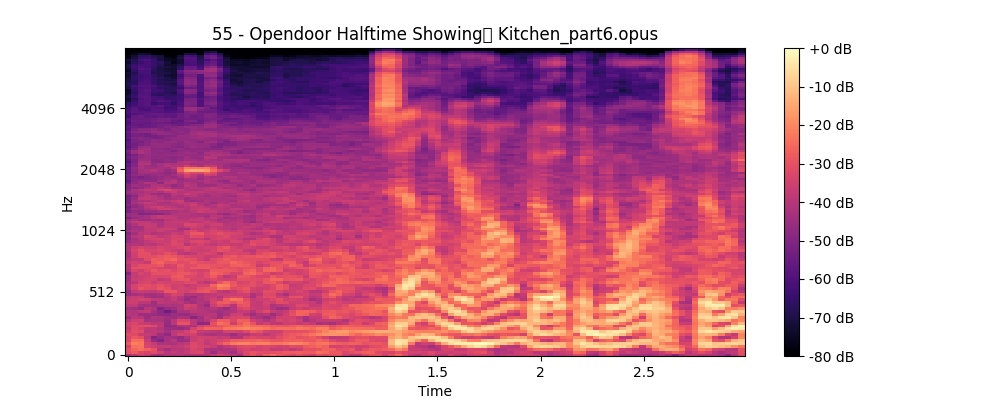 55 - Opendoor Halftime Showing▯ Kitchen_part6.opus
+0 dB
-10 dB
-20 dB
-30 dB
-40 dB
-50 dB
-60 dB
-70 dB
-80 dB
4096
2048
1024
512
0
Hz
0 0.5 1 1.5 2 2.5
Time